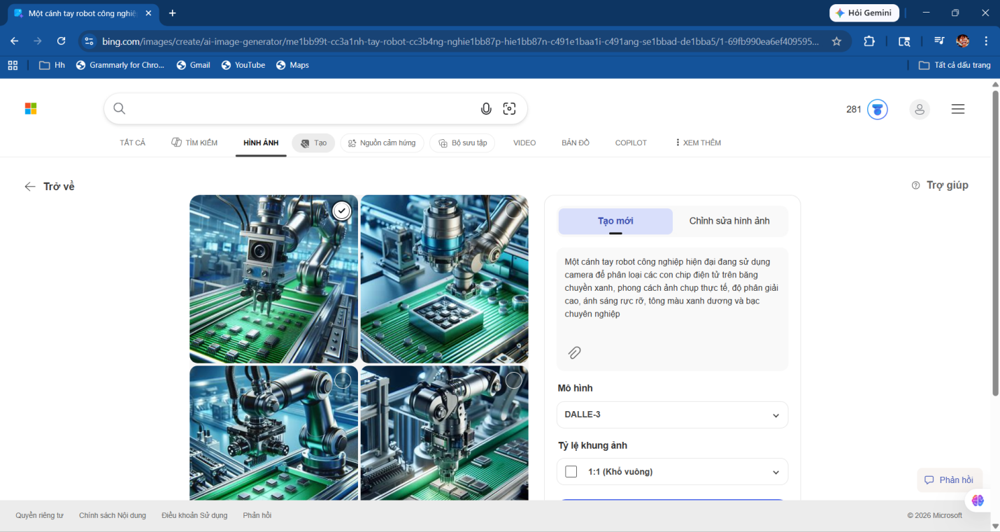 Một cánh tay robot công nghiệ
Hỏi Gemini
bing.com/images/create/ai-image-generator/me1bb99t-cc3a1nh-tay-robot-cc3b4ng-nghie1bb87p-hie1bb87n-c491e1baa1i-c491ang-se1bbad-de1bba5/1-69fb990ea6ef409595...
Hh
Grammarly for Chro...
Gmail
YouTube
Maps
Tất cả dấu trang
281
TẤT CẢ
TÌM KIẾM
HÌNH ẢNH
Tạo
Nguồn cảm hứng
Bộ sưu tập
VIDEO
BẢN ĐỒ
COPILOT
XEM THÊM
Trở về
Trợ giúp
Tạo mới
Chỉnh sửa hình ảnh
Một cánh tay robot công nghiệp hiện đại đang sử dụng
camera để phân loại các con chip điện tử trên băng
chuyền xanh, phong cách ảnh chụp thực tế, độ phân giải
cao, ánh sáng rực rỡ, tông màu xanh dương và bạc
chuyên nghiệp
Mô hình
DALLE-3
Tỷ lệ khung ảnh
1:1 (Khổ vuông)
Phản hồi
Quyền riêng tư
Chính sách Nội dung
Điều khoản Sử dụng
Phản hồi
© 2026 Microsoft